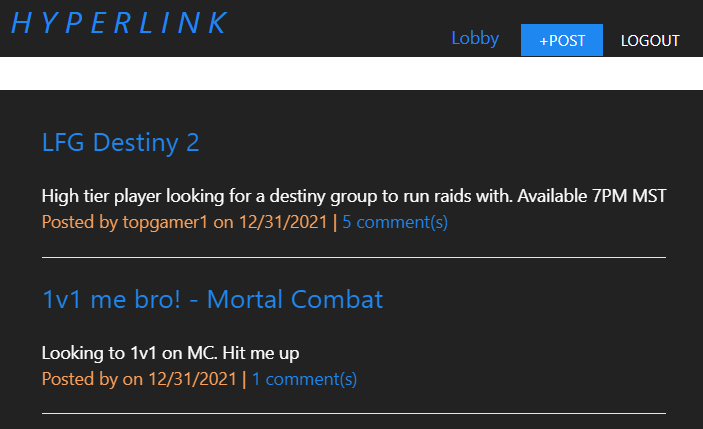 HYPERLINK
Lobby +POST LOGOUT
LFG Destiny 2
High tier player looking for a destiny group to run raids with. Available 7PM MST
Posted by topgamer1 on 12/31/2021 | 5 comment(s)
1v1 me bro! - Mortal Combat
Looking to 1v1 on MC. Hit me up
Posted by on 12/31/2021 | 1 comment(s)